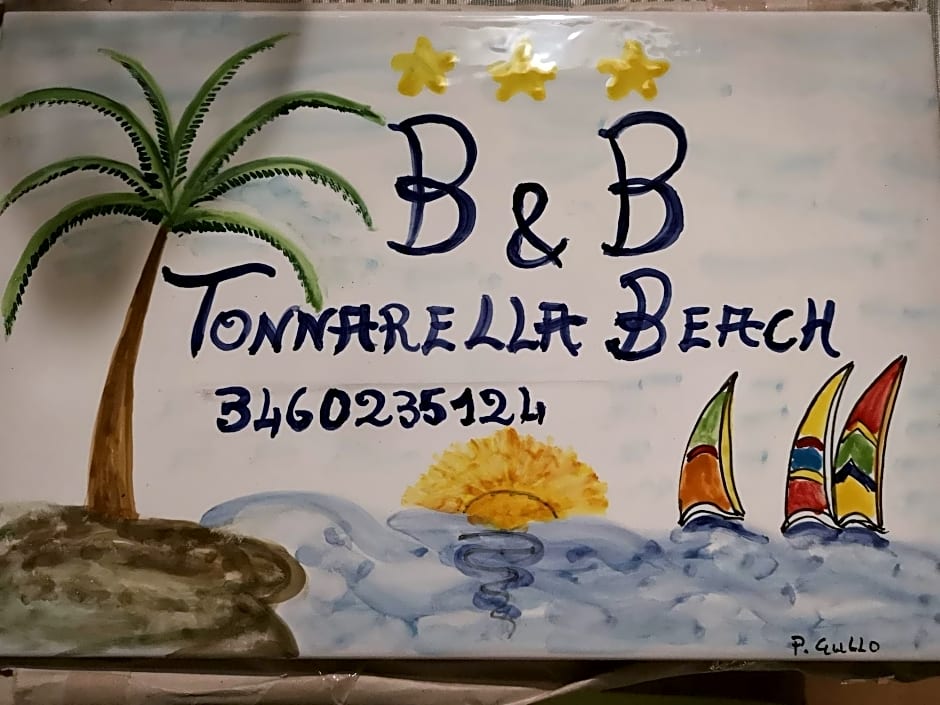 B & B
TONNARELLA BEACH
3460235124
P. GULLO